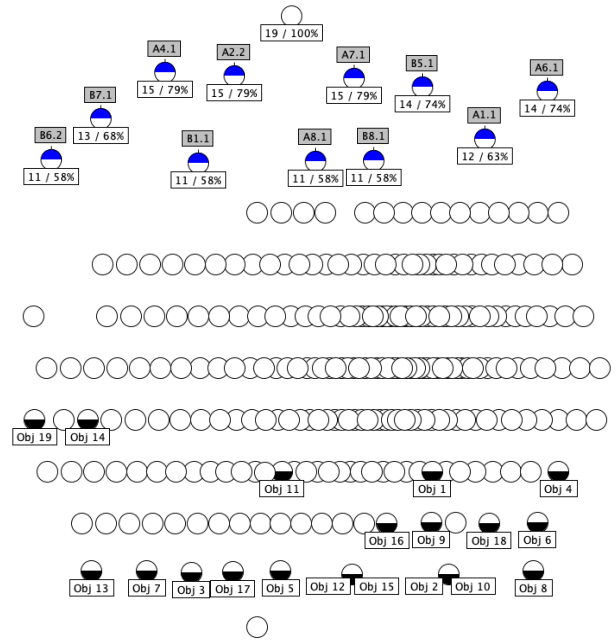 19 / 100%
A4.1
A2.2
A7.1
B5.1
A6.1
15 / 79%
15 / 79%
15 / 79%
14 / 74%
14 / 74%
B7.1
13 / 68%
A1.1
12 / 63%
B6.2
B1.1
A8.1
B8.1
11 / 58%
11 / 58%
11 / 58%
11 / 58%
Obj 19
Obj 14
Obj 11
Obj 1
Obj 4
Obj 16
Obj 9
Obj 18
Obj 6
Obj 13
Obj 7
Obj 3
Obj 17
Obj 5
Obj 12
Obj 15
Obj 2
Obj 10
Obj 8